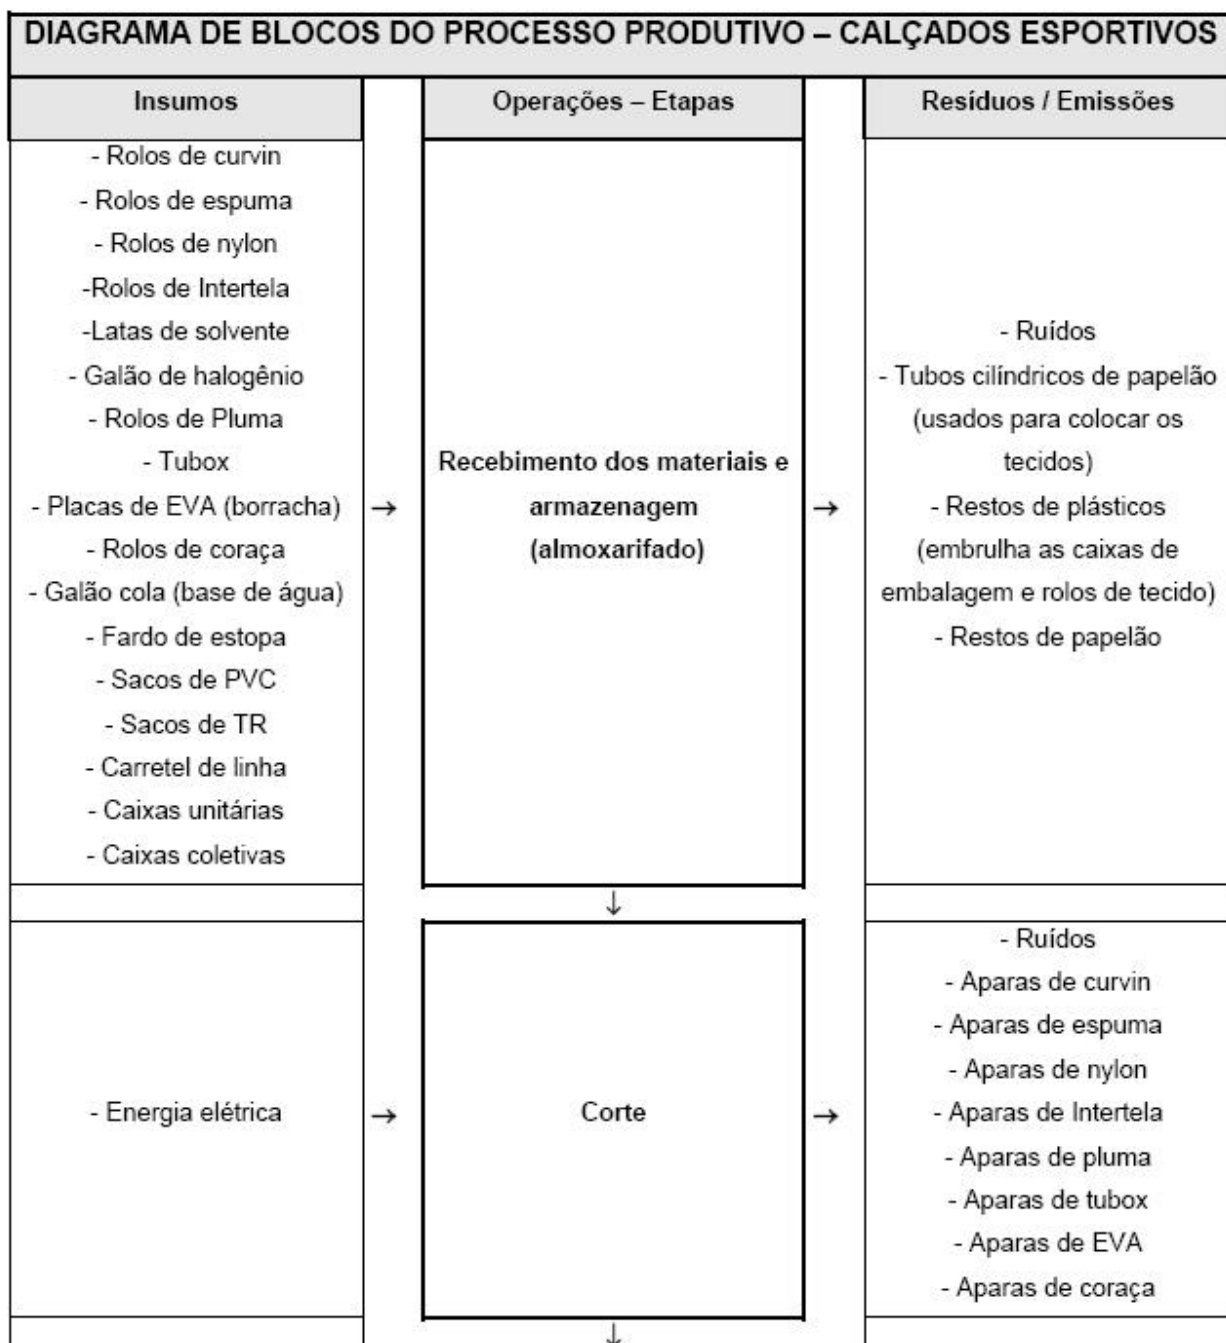 DIAGRAMA DE BLOCOS DO PROCESSO PRODUTIVO – CALÇADOS ESPORTIVOS
Insumos
Operações – Etapas
Resíduos / Emissões
- Rolos de curvin
- Rolos de espuma
- Rolos de nylon
-Rolos de Intertela
-Latas de solvente
- Galão de halogênio
- Rolos de Pluma
- Tubox
- Placas de EVA (borracha)
- Rolos de coraça
- Galão cola (base de água)
- Fardo de estopa
- Sacos de PVC
- Sacos de TR
- Carretel de linha
- Caixas unitárias
- Caixas coletivas
→
Recebimento dos materiais e
armazenagem
(almoxarifado)
→
- Ruídos
- Tubos cilíndricos de papelão
(usados para colocar os
tecidos)
- Restos de plásticos
(embrulha as caixas de
embalagem e rolos de tecido)
- Restos de papelão
↓
- Energia elétrica
→
Corte
→
- Ruídos
- Aparas de curvin
- Aparas de espuma
- Aparas de nylon
- Aparas de Intertela
- Aparas de pluma
- Aparas de tubox
- Aparas de EVA
- Aparas de coraça
↓